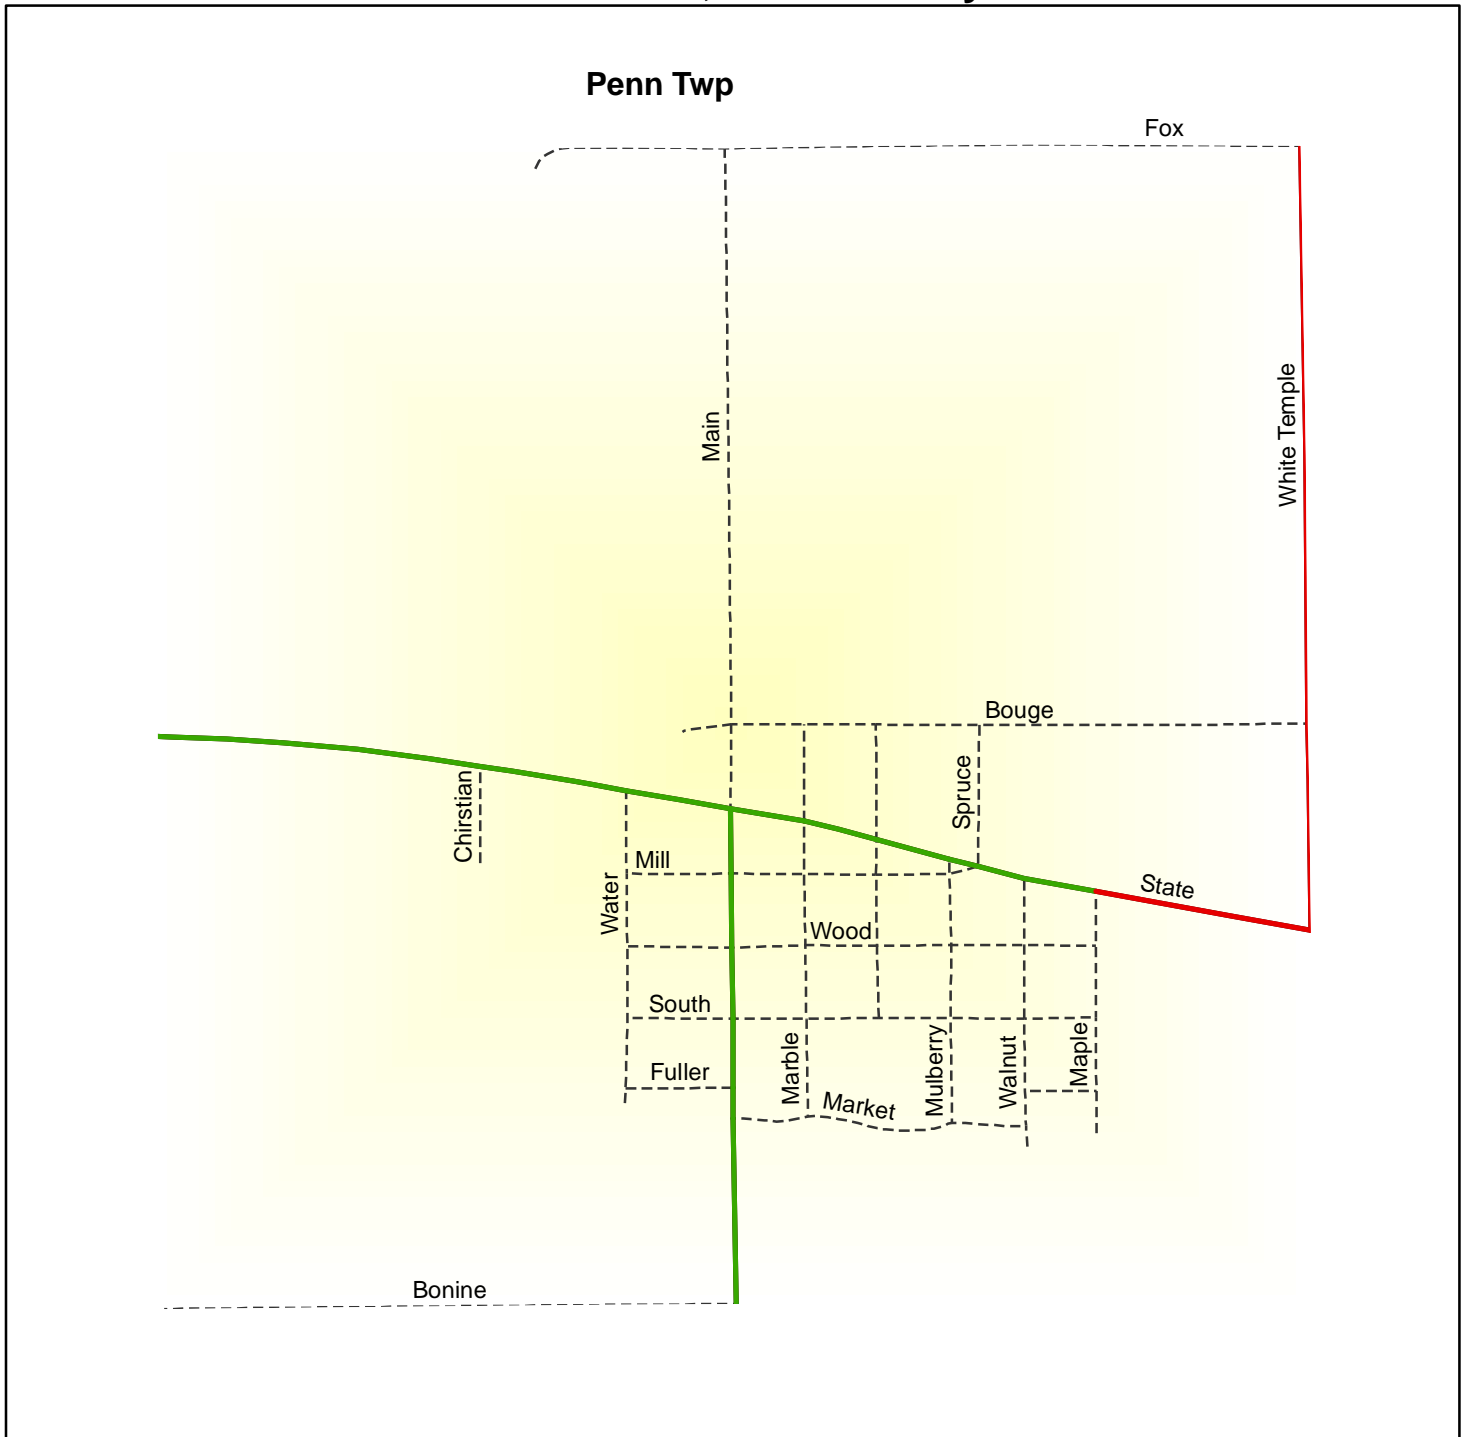 Penn Twp
Fox
White Temple
Main
Bouge
Spruce
Chirstian
Mill
State
Water
Wood
South
Fuller
Marble
Market
Mulberry
Walnut
Maple
Bonine